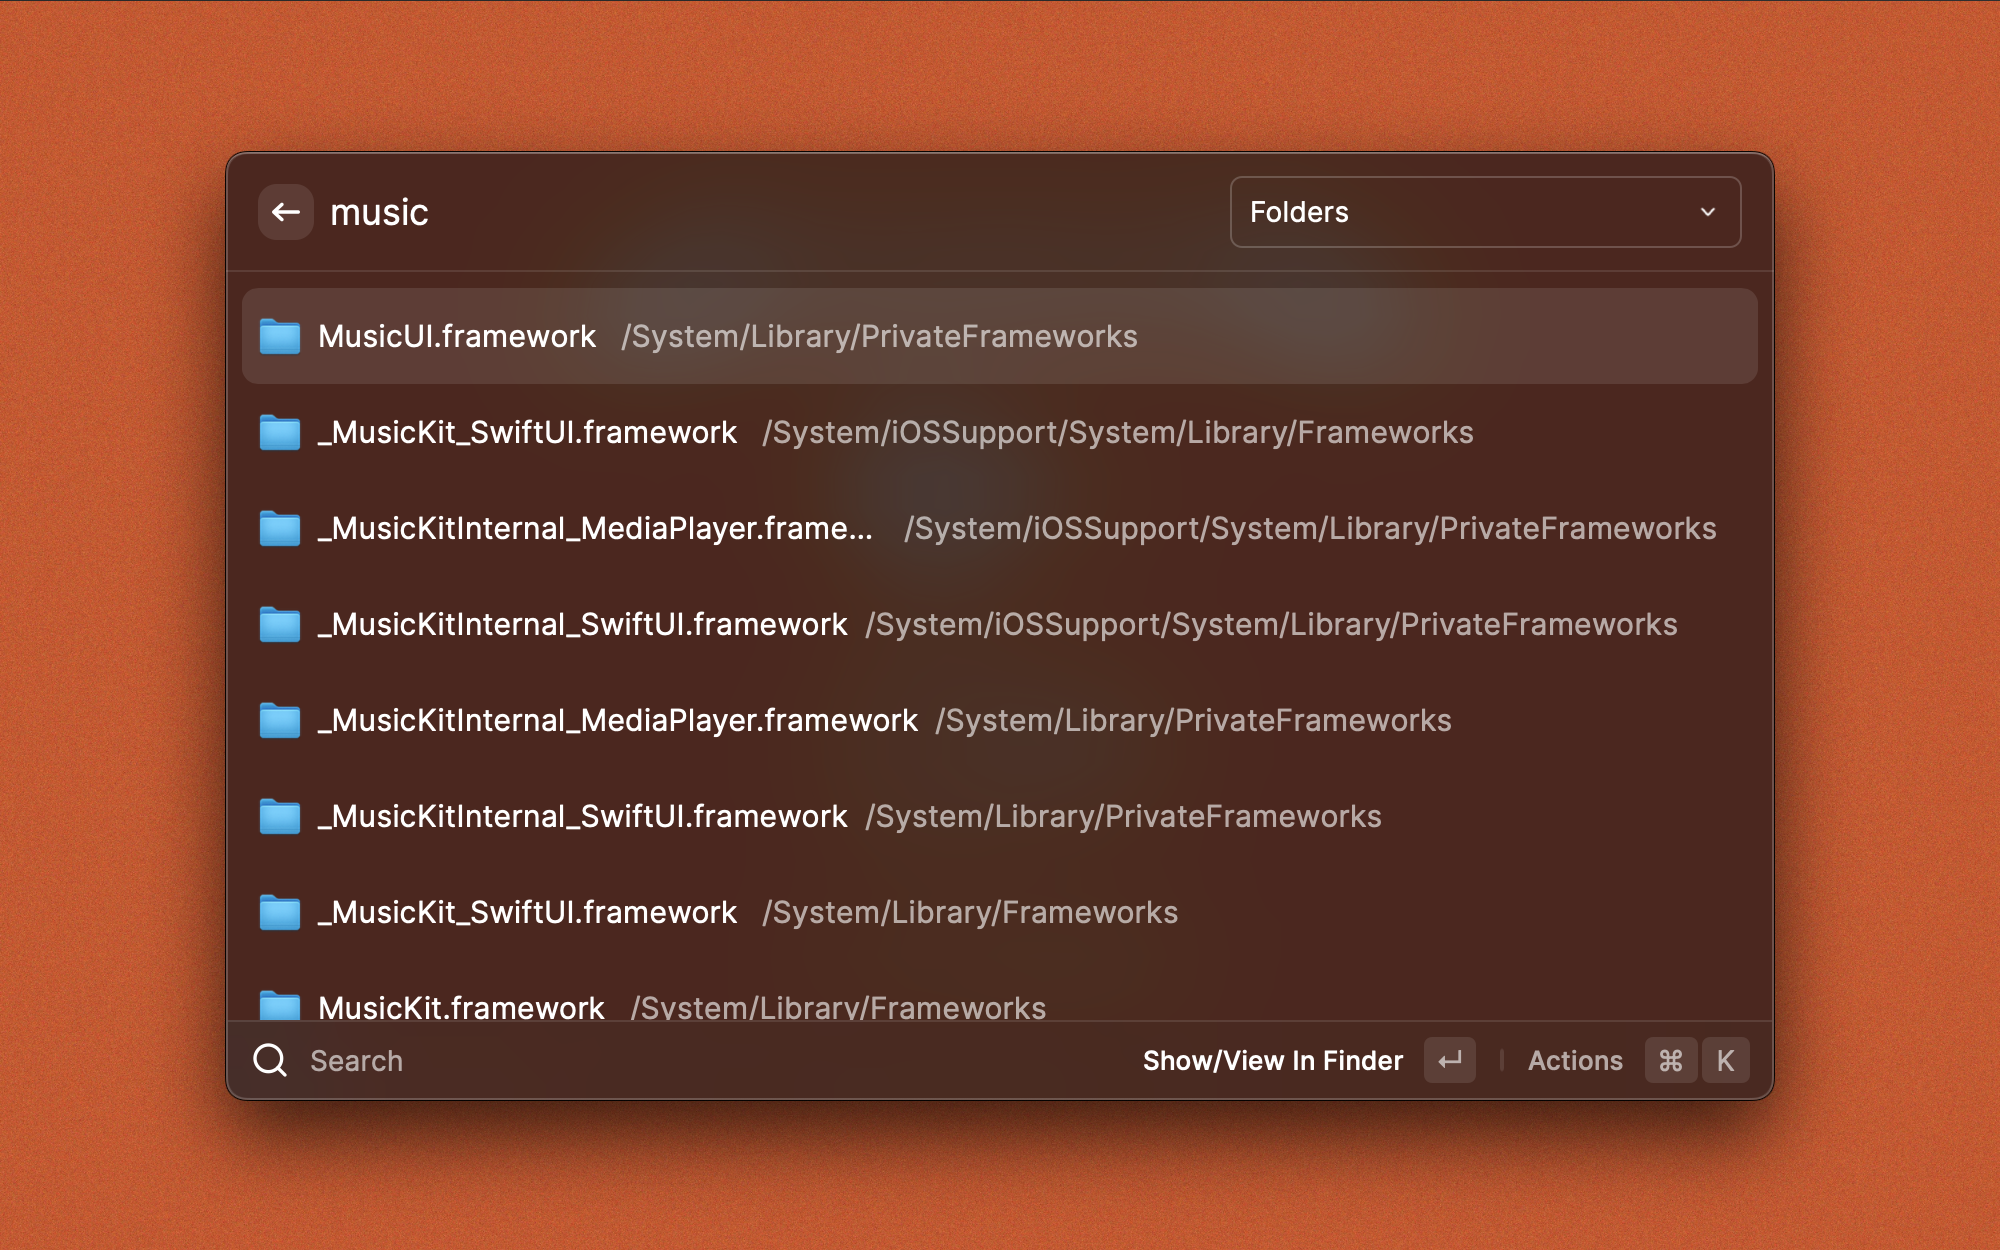 music Folders
MusicUI.framework /System/Library/PrivateFrameworks
_MusicKit_SwiftUI.framework /System/iOSSupport/System/Library/Frameworks
_MusicKitInternal_MediaPlayer.frame... /System/iOSSupport/System/Library/PrivateFrameworks
_MusicKitInternal_SwiftUI.framework /System/iOSSupport/System/Library/PrivateFrameworks
_MusicKitInternal_MediaPlayer.framework /System/Library/PrivateFrameworks
_MusicKitInternal_SwiftUI.framework /System/Library/PrivateFrameworks
_MusicKit_SwiftUI.framework /System/Library/Frameworks
MusicKit.framework /System/Library/Frameworks
Search Show/View In Finder ↵ Actions ⌘ K